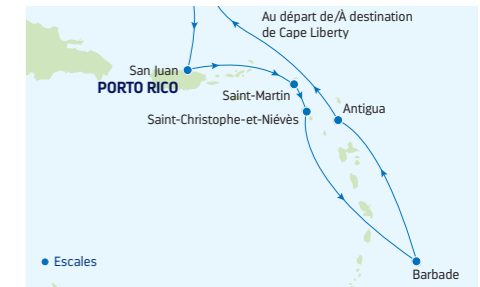 Au départ de/À destination
de Cape Liberty
San Juan
PORTO RICO
Saint-Martin
Antigua
Saint-Christophe-et-Niévès
Escales
Barbade